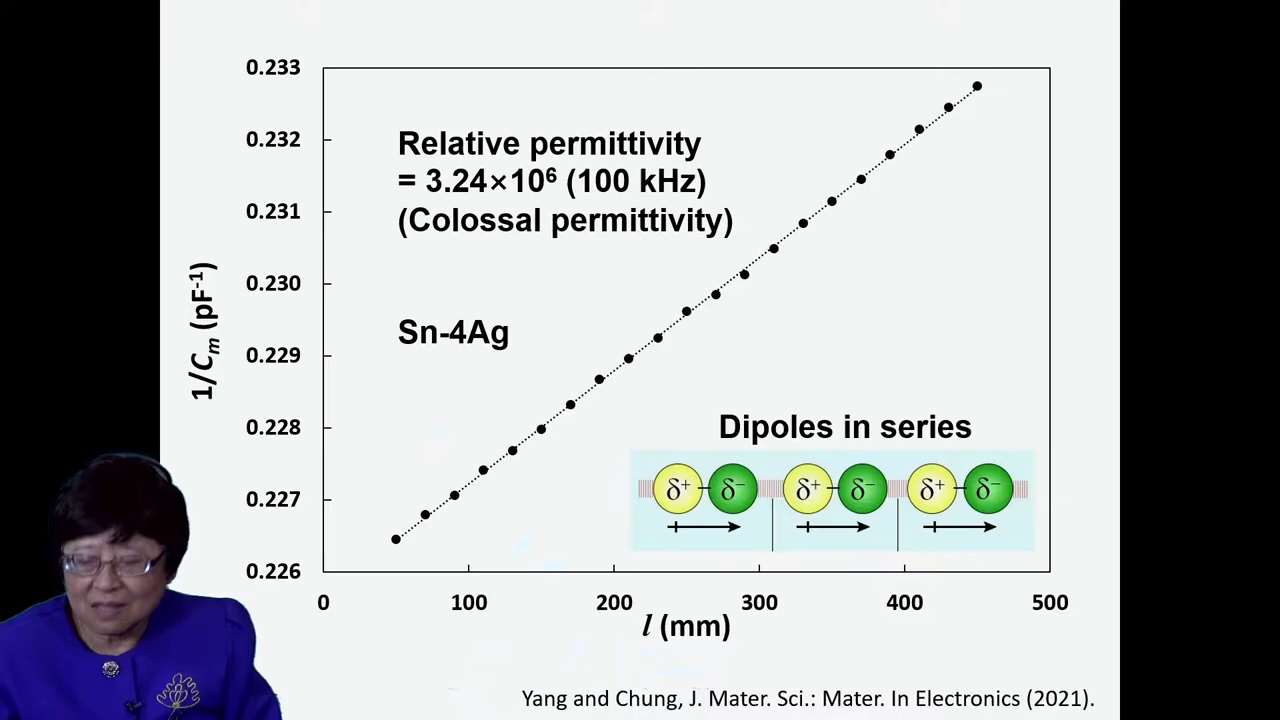 0.233
0.232
0.231
0.230
0.229
0.228
0.227
0.226
1/Cₘ (pF⁻¹)
Relative permittivity
= 3.24×10⁶ (100 kHz)
(Colossal permittivity)
Sn-4Ag
Dipoles in series
δ⁺ δ⁻ δ⁺ δ⁻ δ⁺ δ⁻
0 100 200 300 400 500
l (mm)
Yang and Chung, J. Mater. Sci.: Mater. In Electronics (2021).